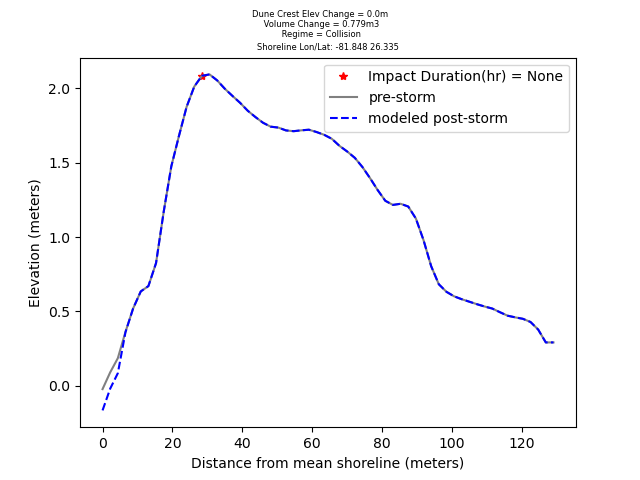 Dune Crest Elev Change = 0.0m
Volume Change = 0.779m3
Regime = Collision
Shoreline Lon/Lat: -81.848 26.335
Impact Duration(hr) = None
pre-storm
modeled post-storm
Elevation (meters)
2.0
1.5
1.0
0.5
0.0
0 20 40 60 80 100 120
Distance from mean shoreline (meters)